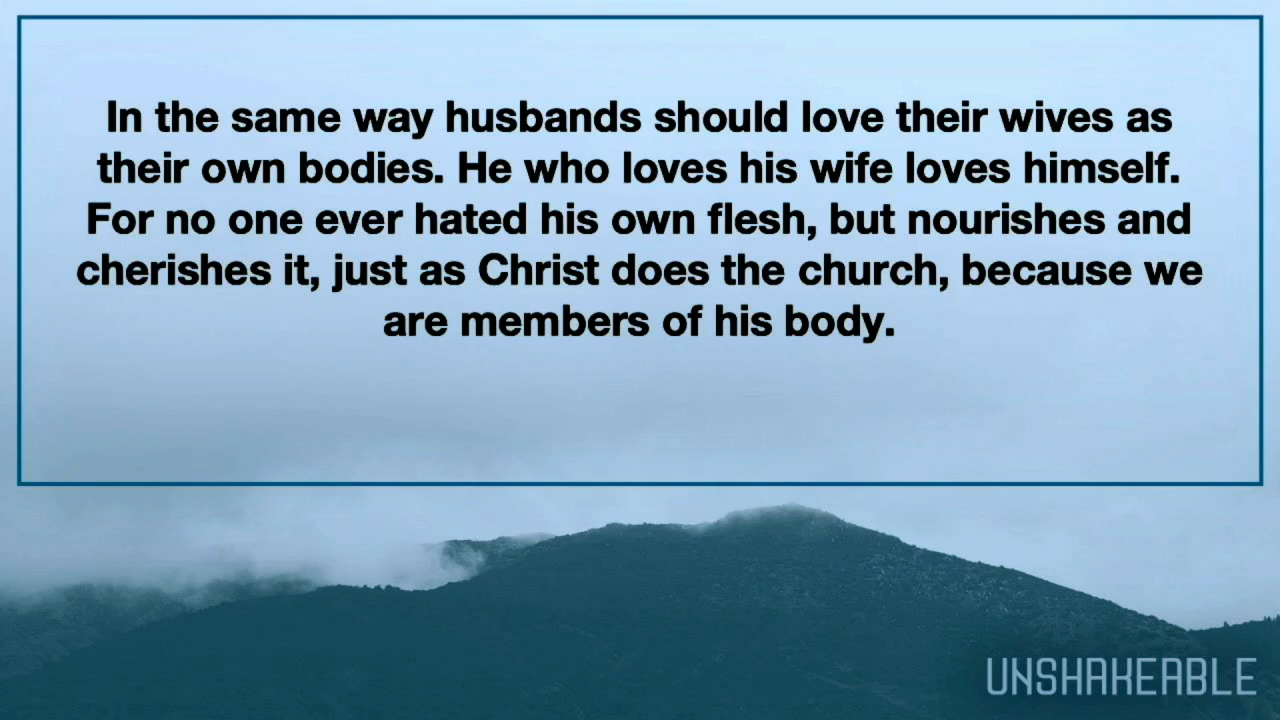 In the same way husbands should love their wives as
their own bodies. He who loves his wife loves himself.
For no one ever hated his own flesh, but nourishes and
cherishes it, just as Christ does the church, because we
are members of his body.
UNSHAKEABLE